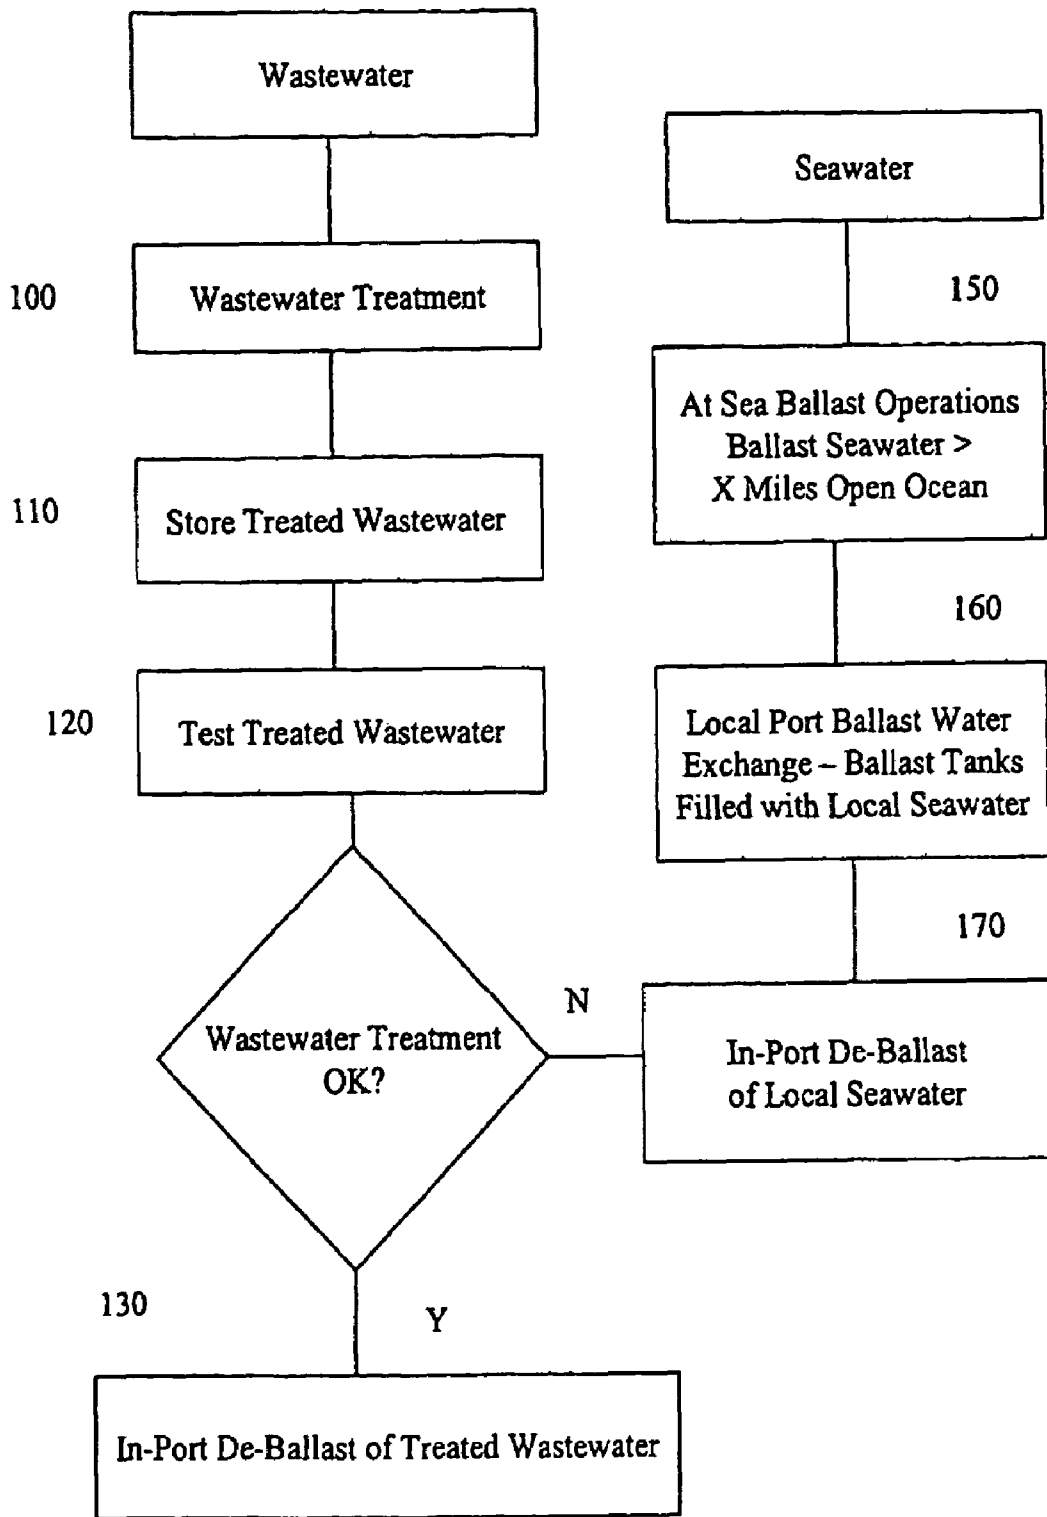 Wastewater
100
Wastewater Treatment
110
Store Treated Wastewater
120
Test Treated Wastewater
Wastewater Treatment
OK?
N
130
Y
In-Port De-Ballast of Treated Wastewater
Seawater
150
At Sea Ballast Operations
Ballast Seawater >
X Miles Open Ocean
160
Local Port Ballast Water
Exchange – Ballast Tanks
Filled with Local Seawater
170
In-Port De-Ballast
of Local Seawater